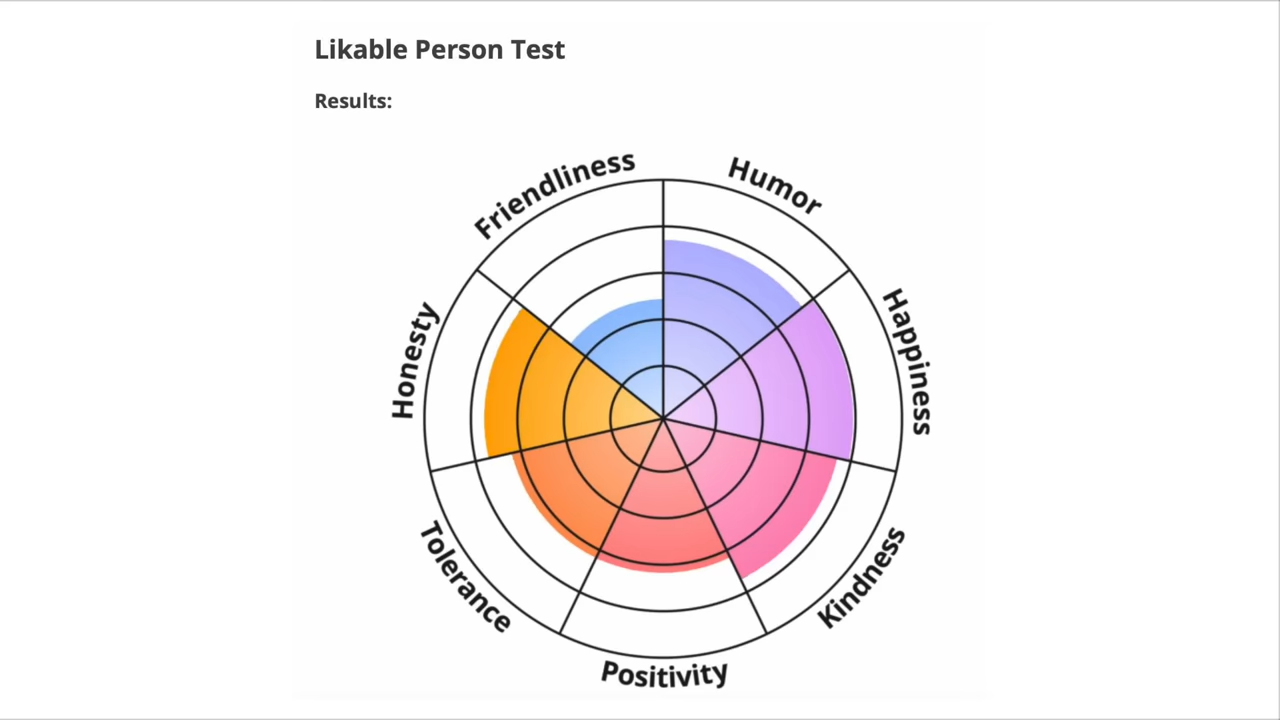 Likable Person Test
Results:
Friendliness
Humor
Honesty
Happiness
Tolerance
Kindness
Positivity